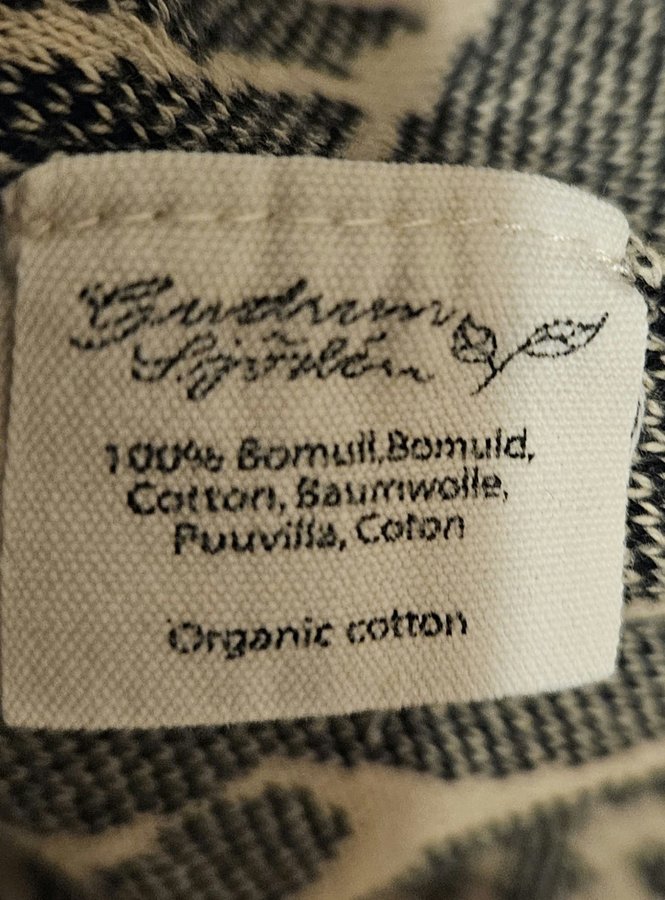 Gudrun
Sjödén
100% Bomull,Bomuld,
Cotton, Baumwolle,
Puuvilla, Coton
Organic cotton